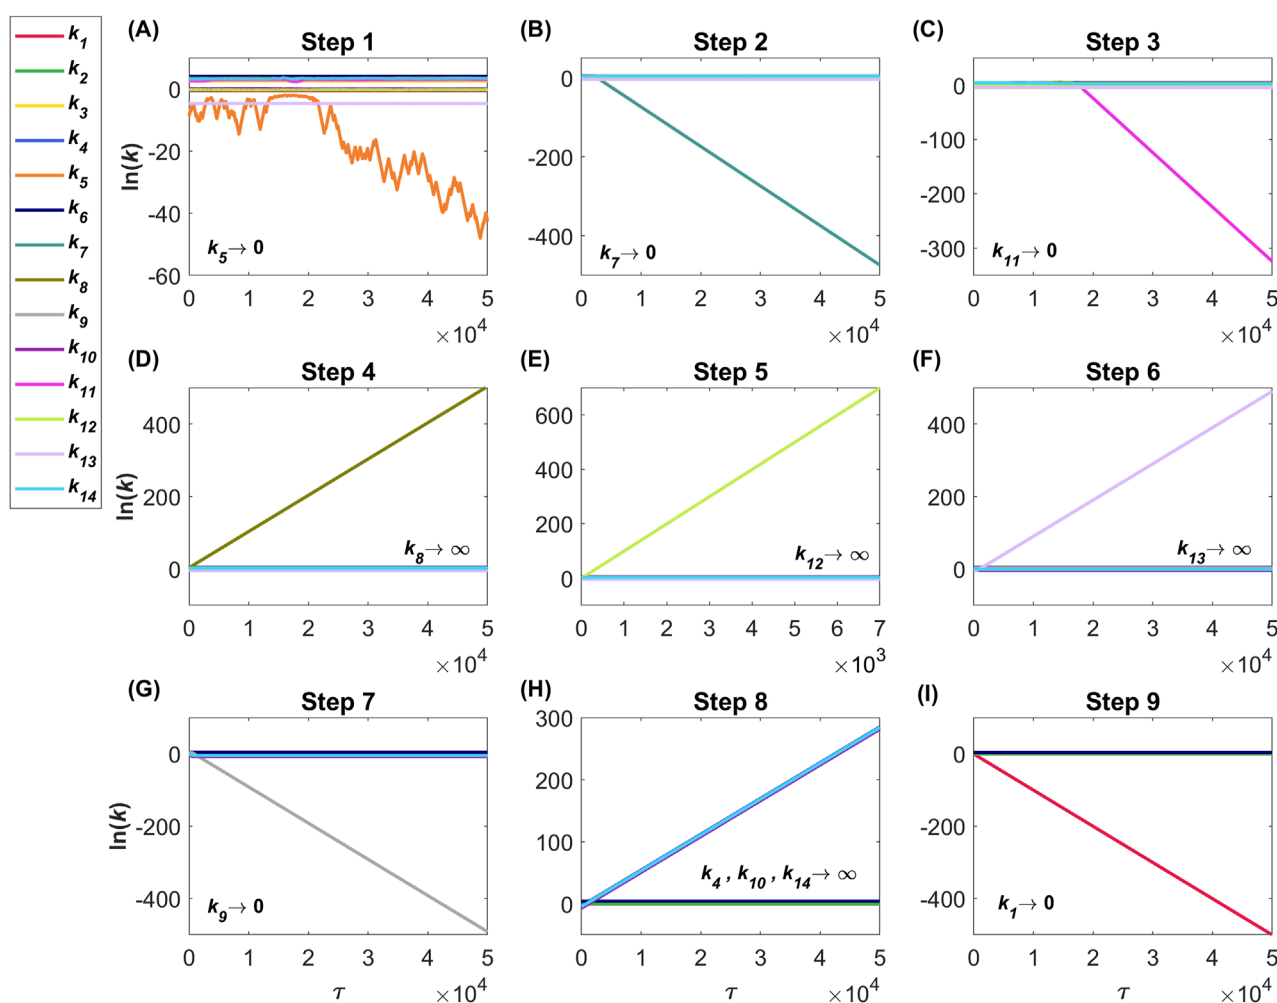 k1
k2
k3
k4
k5
k6
k7
k8
k9
k10
k11
k12
k13
k14
(A)
Step 1
ln(k)
0
-20
-40
-60
k5→ 0
0 1 2 3 4 5
×10^4
(B)
Step 2
0
-200
-400
k7→ 0
0 1 2 3 4 5
×10^4
(C)
Step 3
0
-100
-200
-300
k11→ 0
0 1 2 3 4 5
×10^4
(D)
Step 4
ln(k)
400
200
0
k8→ ∞
0 1 2 3 4 5
×10^4
(E)
Step 5
600
400
200
0
k12→ ∞
0 1 2 3 4 5 6 7
×10^3
(F)
Step 6
400
200
0
k13→ ∞
0 1 2 3 4 5
×10^4
(G)
Step 7
ln(k)
0
-200
-400
k9→ 0
0 1 2 3 4 5
τ ×10^4
(H)
Step 8
300
200
100
0
k4 , k10 , k14→ ∞
0 1 2 3 4 5
τ ×10^4
(I)
Step 9
0
-200
-400
k1→ 0
0 1 2 3 4 5
τ ×10^4